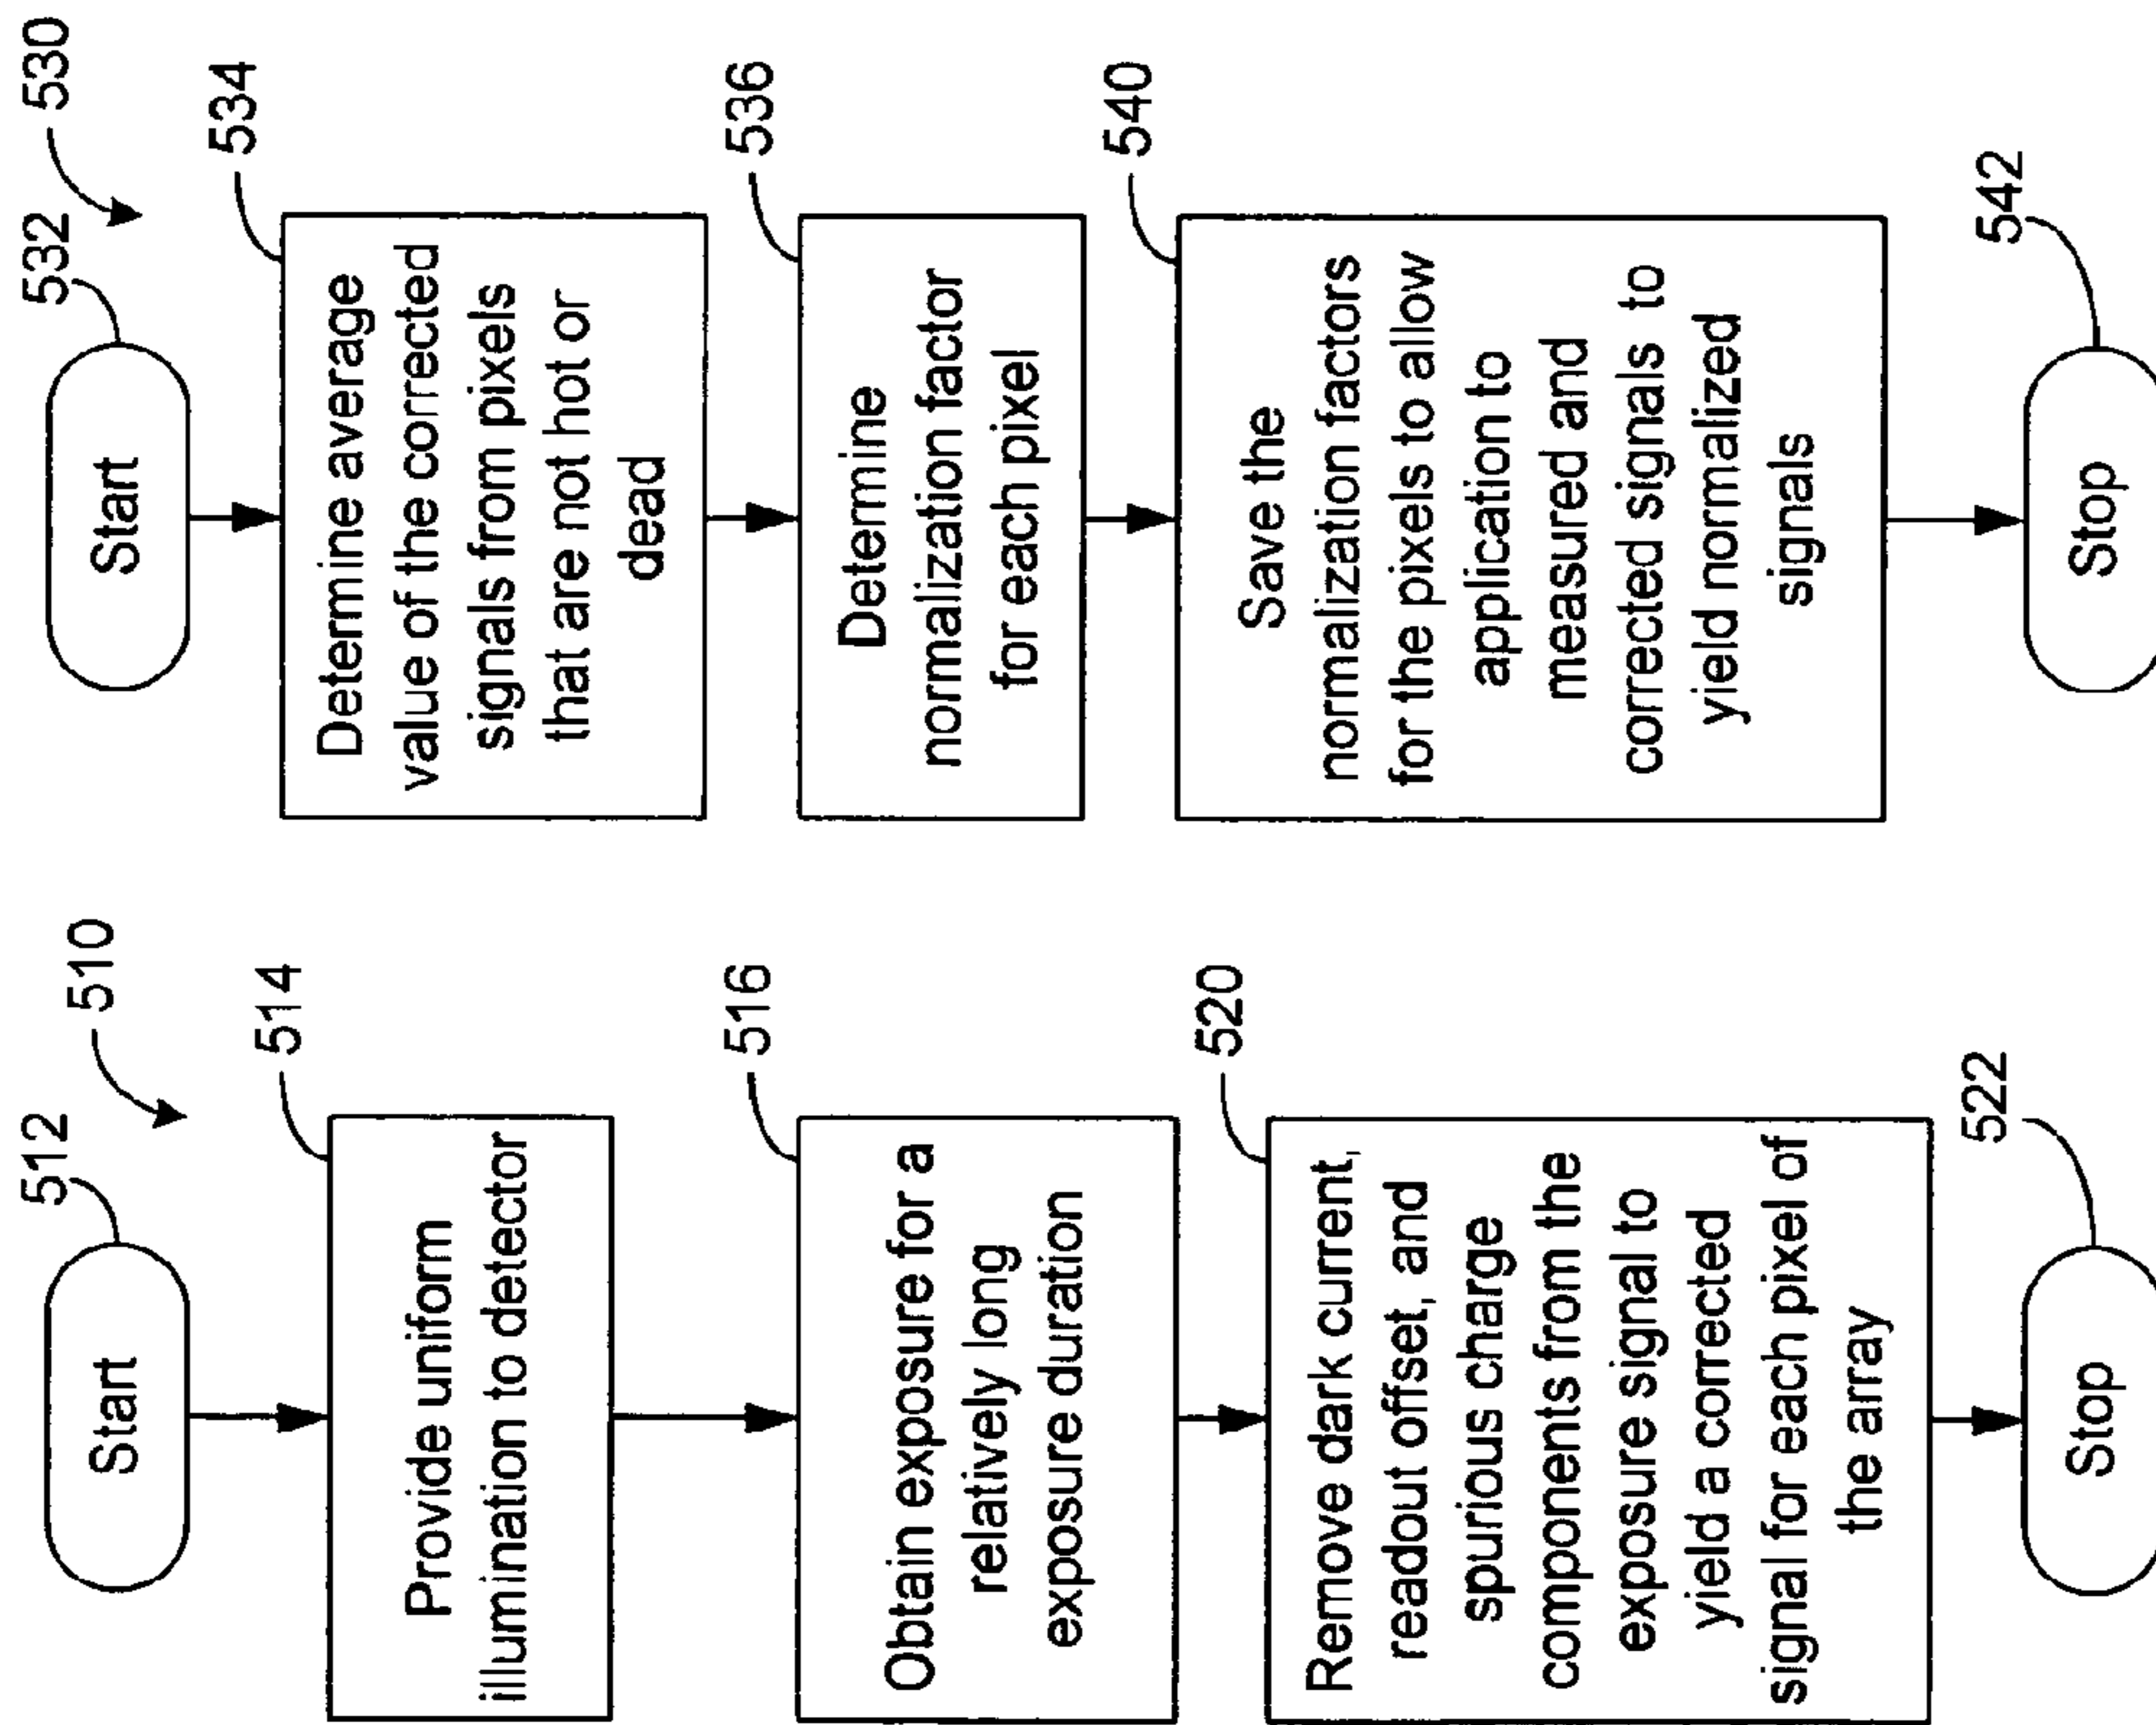 510
512
Start
514
Provide uniform
illumination to detector
516
Obtain exposure for a
relatively long
exposure duration
520
Remove dark current,
readout offset, and
spurious charge
components from the
exposure signal to
yield a corrected
signal for each pixel of
the array
522
Stop
530
532
Start
534
Determine average
value of the corrected
signals from pixels
that are not hot or
dead
536
Determine
normalization factor
for each pixel
540
Save the
normalization factors
for the pixels to allow
application to
measured and
corrected signals to
yield normalized
signals
542
Stop